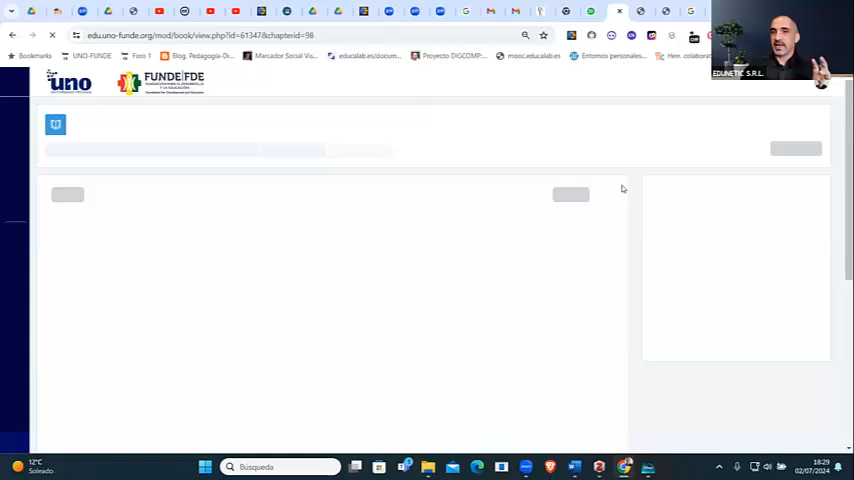 edu.uno-funde.org/mod/book/view.php?id=61347&chapterid=98
Bookmarks
UNO-FUNDE
Foro 1
Blog. Pedagogía-Di...
Marcador Social Vis...
educalab.es/docum...
Proyecto DIGCOMP:...
mooc.educalab.es
Entornos personales...
Herr. colaborat
EDUNETIC S.R.L.
uno
FUNDE|FDE
12°C
Soleado
Búsqueda
18:29
02/07/2024